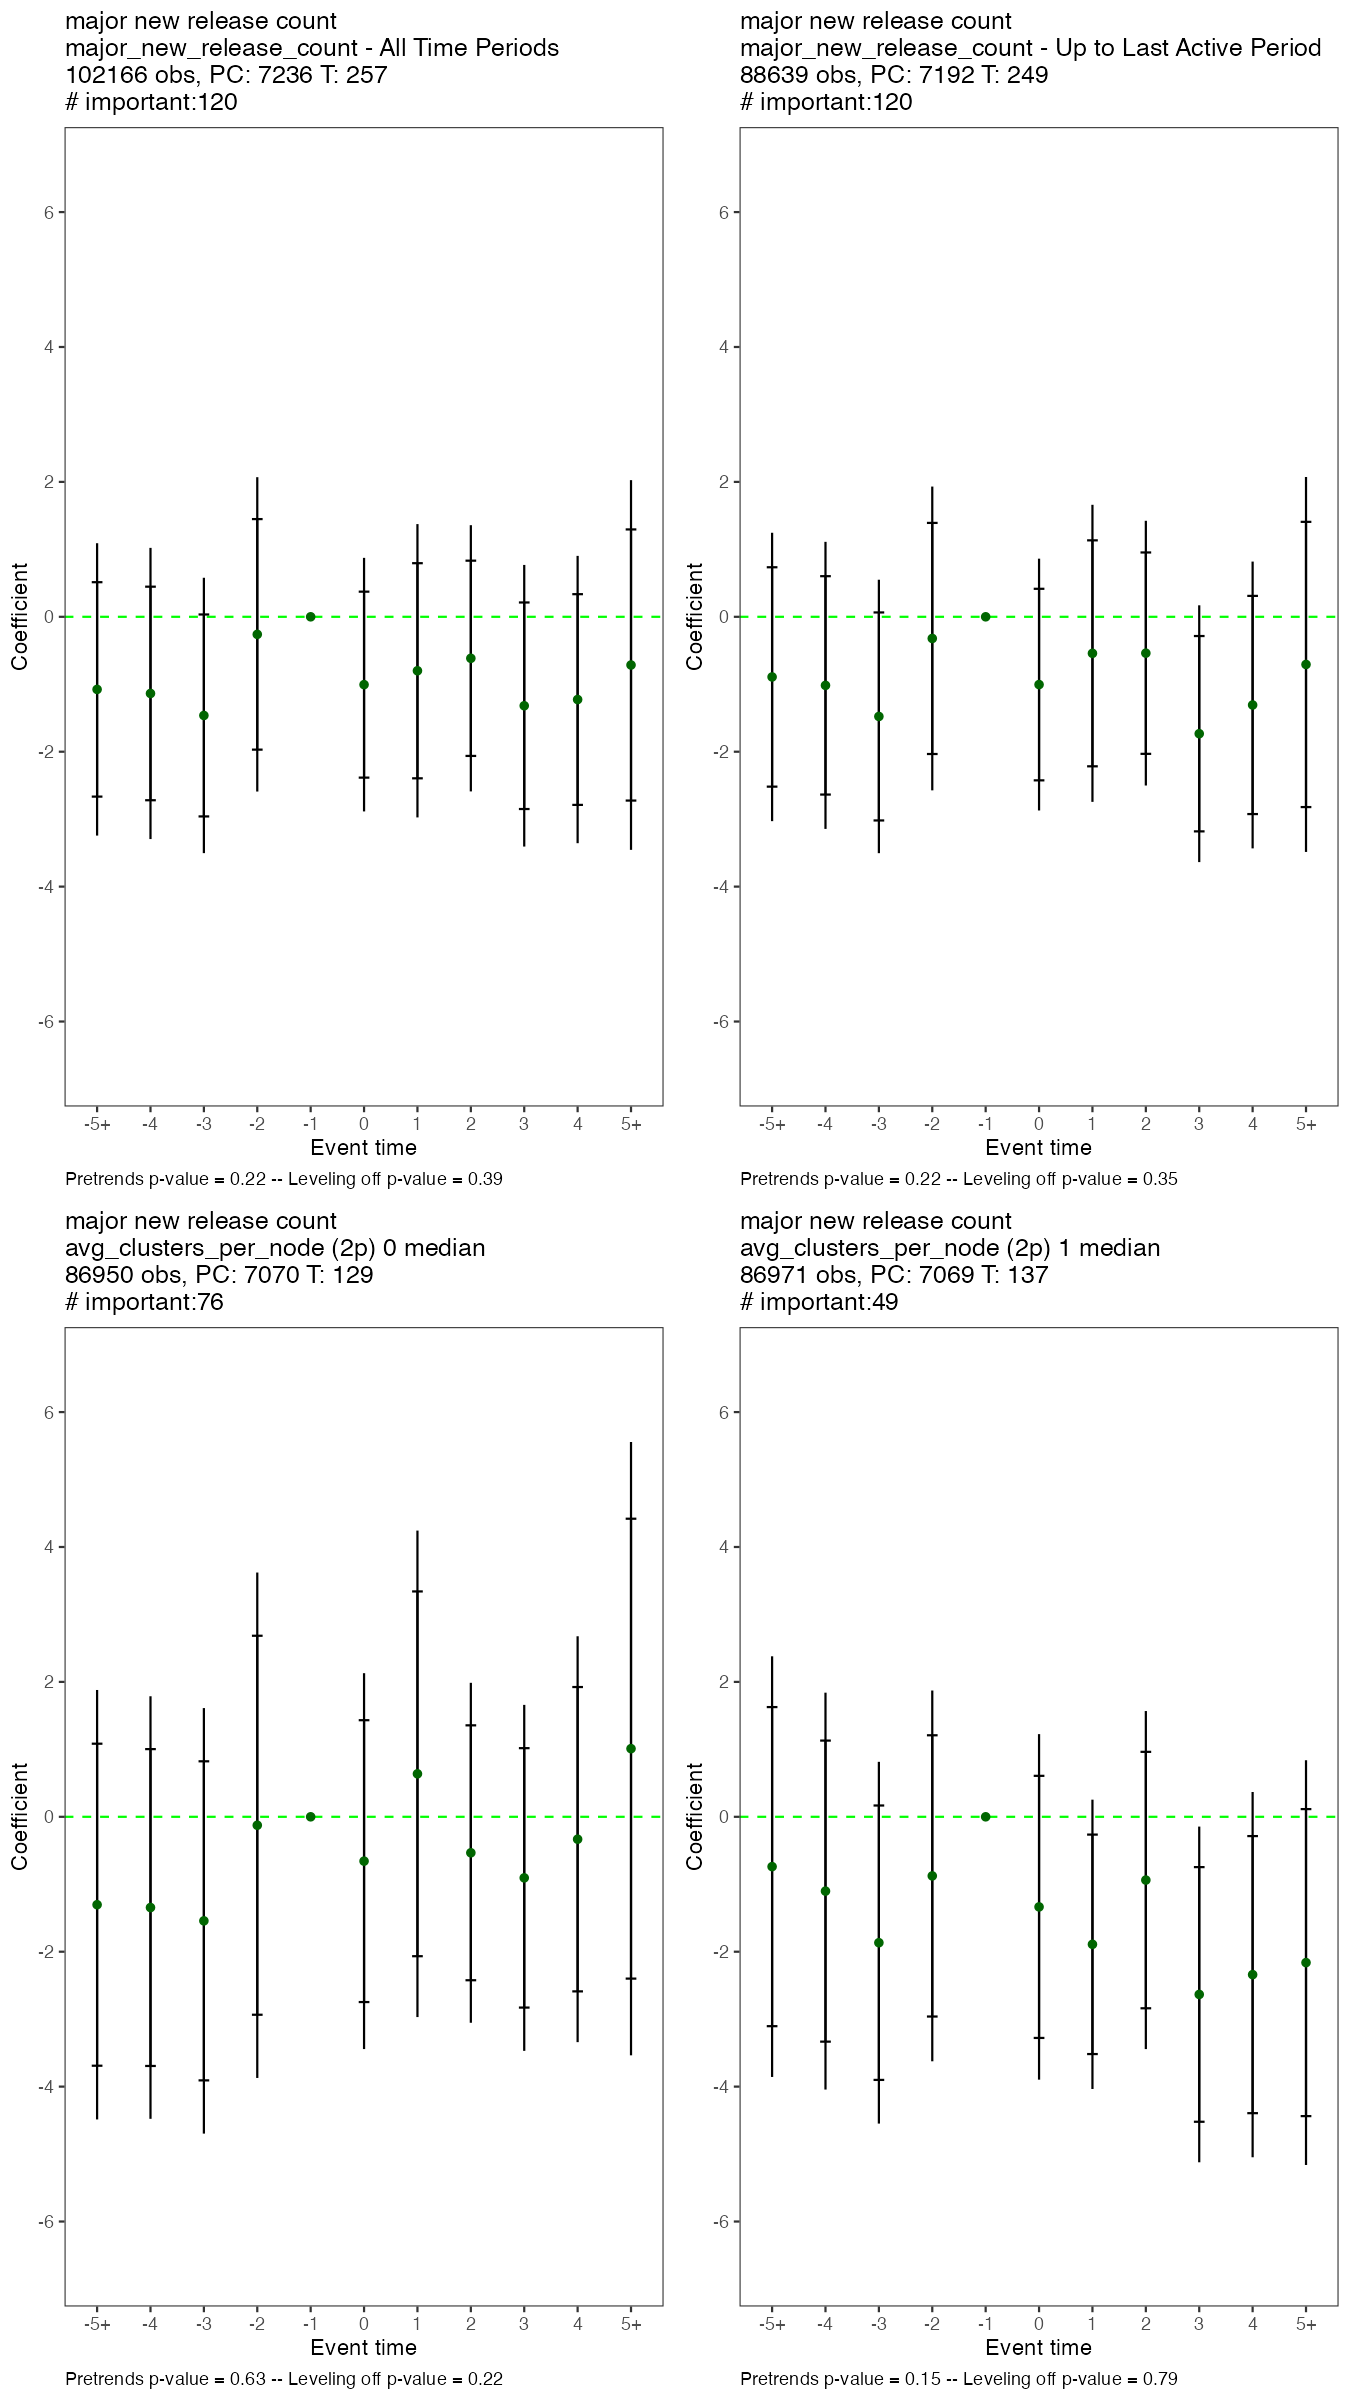 major new release count
major_new_release_count - All Time Periods
102166 obs, PC: 7236 T: 257
# important:120
6
4
2
0
-2
-4
-6
Coefficient
-5+ -4 -3 -2 -1 0 1 2 3 4 5+
Event time
Pretrends p-value = 0.22 -- Leveling off p-value = 0.39
major new release count
major_new_release_count - Up to Last Active Period
88639 obs, PC: 7192 T: 249
# important:120
6
4
2
0
-2
-4
-6
Coefficient
-5+ -4 -3 -2 -1 0 1 2 3 4 5+
Event time
Pretrends p-value = 0.22 -- Leveling off p-value = 0.35
major new release count
avg_clusters_per_node (2p) 0 median
86950 obs, PC: 7070 T: 129
# important:76
6
4
2
0
-2
-4
-6
Coefficient
-5+ -4 -3 -2 -1 0 1 2 3 4 5+
Event time
Pretrends p-value = 0.63 -- Leveling off p-value = 0.22
major new release count
avg_clusters_per_node (2p) 1 median
86971 obs, PC: 7069 T: 137
# important:49
6
4
2
0
-2
-4
-6
Coefficient
-5+ -4 -3 -2 -1 0 1 2 3 4 5+
Event time
Pretrends p-value = 0.15 -- Leveling off p-value = 0.79